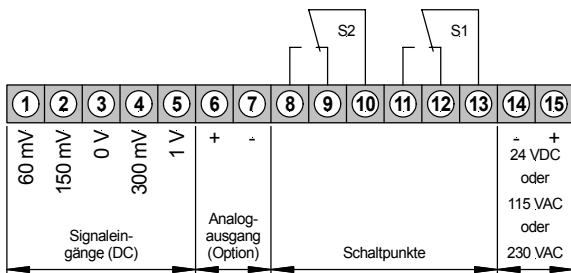 S2
S1
1 2 3 4 5 6 7 8 9 10 11 12 13 14 15
60 mV
150 mV
0 V
300 mV
1 V
+ -
- +
24 VDC
oder
115 VAC
oder
230 VAC
Signalein-
gänge (DC)
Analog-
ausgang
(Option)
Schaltpunkte